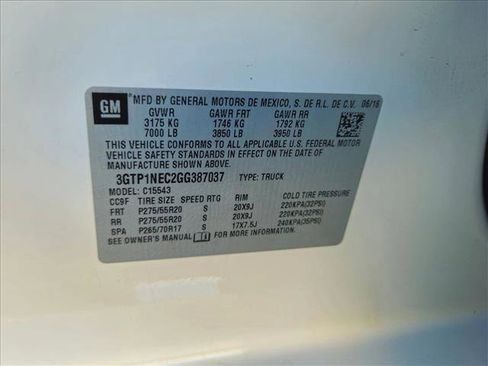 GM
MFD BY GENERAL MOTORS DE MEXICO, S. DE R.L. DE C.V. 06/16
GVWR GAWR FRT GAWR RR
3175 KG 1746 KG 1792 KG
7000 LB 3850 LB 3950 LB
THIS VEHICLE CONFORMS TO ALL APPLICABLE U.S. FEDERAL MOTOR
VEHICLE SAFETY STANDARDS IN EFFECT ON THE DATE OF
MANUFACTURE SHOWN ABOVE.
3GTP1NEC2GG387037 TYPE: TRUCK
MODEL: C15543
CC9F TIRE SIZE SPEED RTG RIM COLD TIRE PRESSURE
FRT P275/55R20 S 20X9J 220KPA(32PSI)
RR P275/55R20 S 20X9J 220KPA(32PSI)
SPA P265/70R17 S 17X7.5J 240KPA(35PSI)
SEE OWNER'S MANUAL FOR MORE INFORMATION.